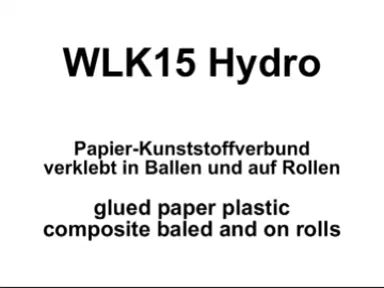 WLK15 Hydro
Papier-Kunststoffverbund
verklebt in Ballen und auf Rollen
glued paper plastic
composite baled and on rolls